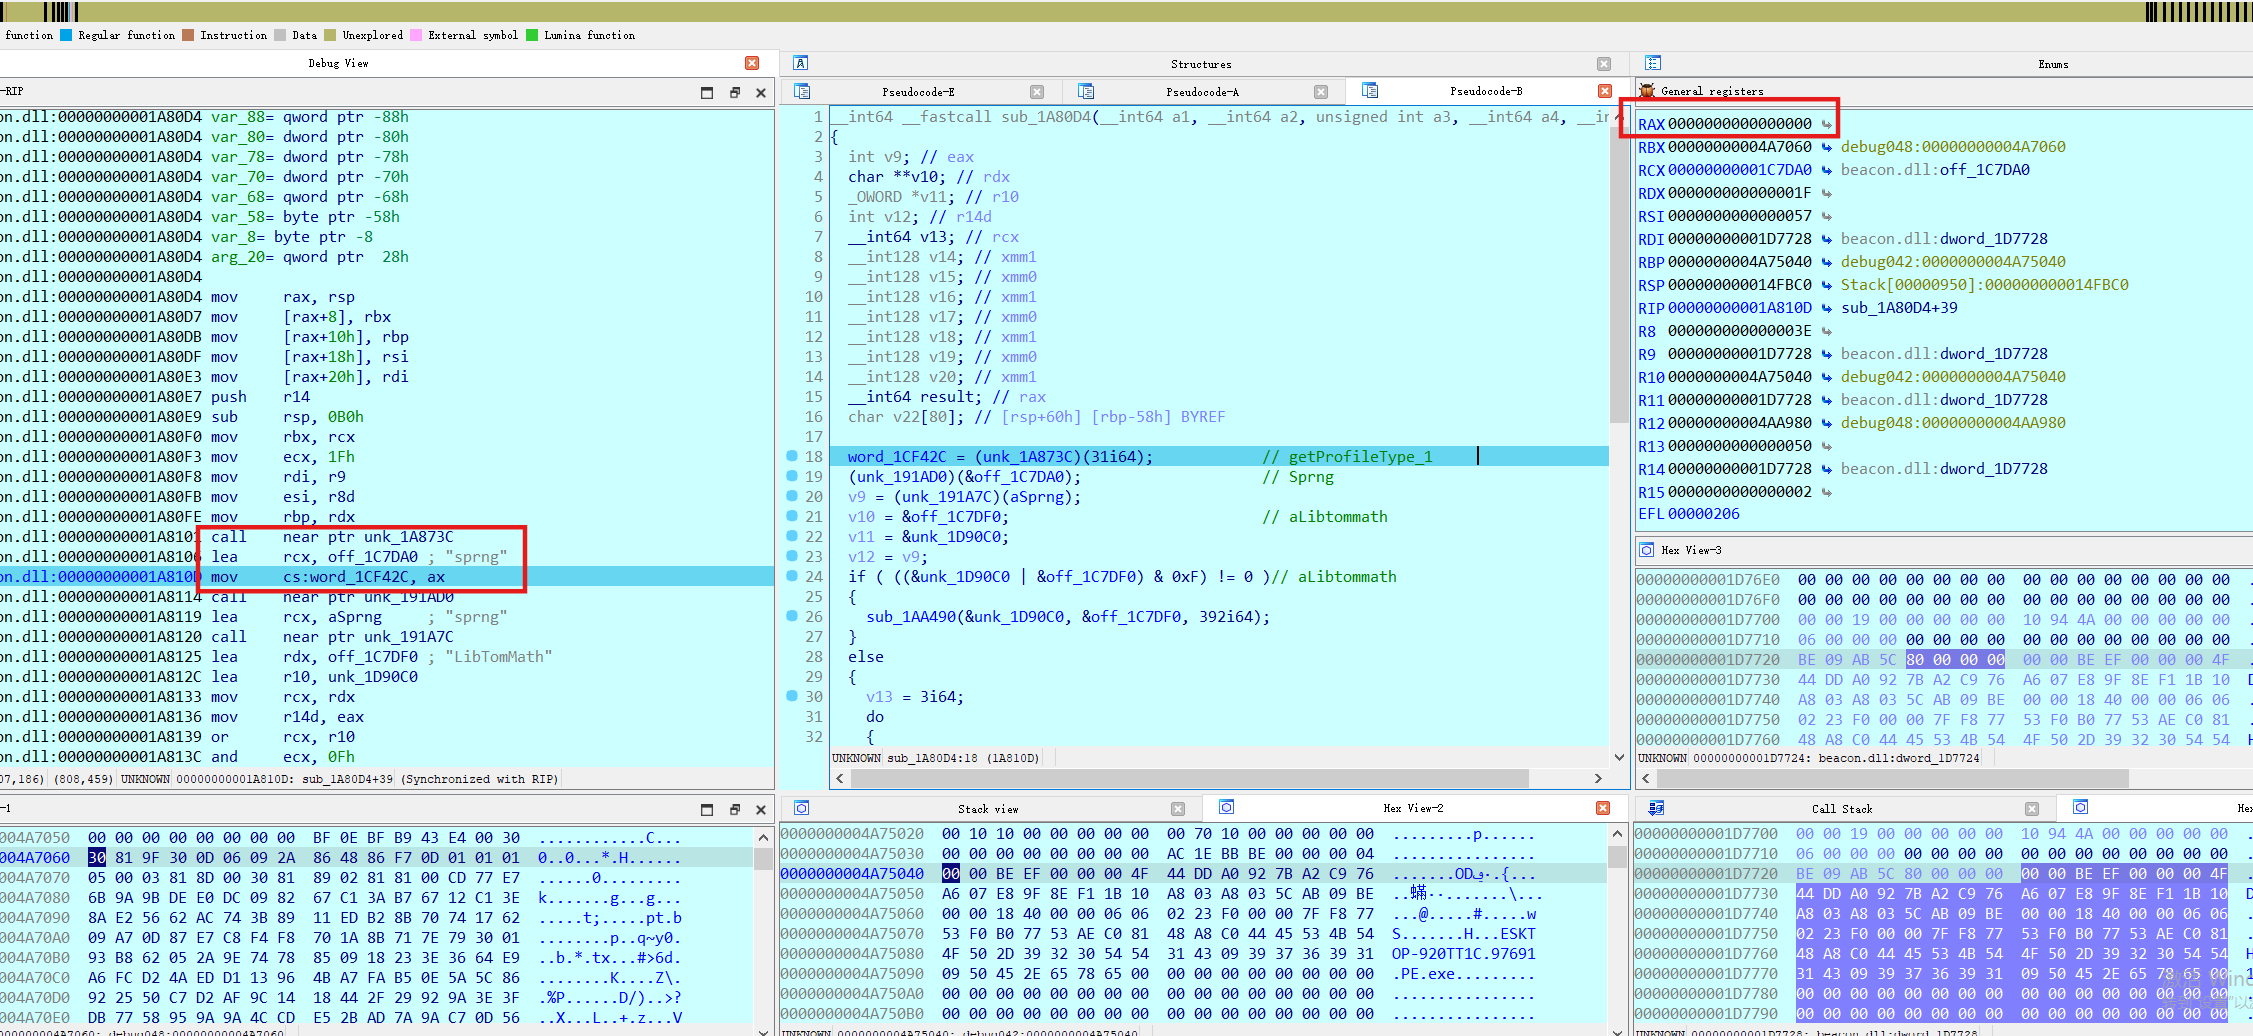 function Regular function Instruction Data Unexplored External symbol Lumina function
Debug View
-RIP
on.dll:00000000001A80D4 var_88= qword ptr -88h
on.dll:00000000001A80D4 var_80= dword ptr -80h
on.dll:00000000001A80D4 var_78= dword ptr -78h
on.dll:00000000001A80D4 var_70= dword ptr -70h
on.dll:00000000001A80D4 var_68= qword ptr -68h
on.dll:00000000001A80D4 var_58= byte ptr -58h
on.dll:00000000001A80D4 var_8= byte ptr -8
on.dll:00000000001A80D4 arg_20= qword ptr  28h
on.dll:00000000001A80D4
on.dll:00000000001A80D4 mov     rax, rsp
on.dll:00000000001A80D7 mov     [rax+8], rbx
on.dll:00000000001A80DB mov     [rax+10h], rbp
on.dll:00000000001A80DF mov     [rax+18h], rsi
on.dll:00000000001A80E3 mov     [rax+20h], rdi
on.dll:00000000001A80E7 push    r14
on.dll:00000000001A80E9 sub     rsp, 0B0h
on.dll:00000000001A80F0 mov     rbx, rcx
on.dll:00000000001A80F3 mov     ecx, 1Fh
on.dll:00000000001A80F8 mov     rdi, r9
on.dll:00000000001A80FB mov     esi, r8d
on.dll:00000000001A80FE mov     rbp, rdx
on.dll:00000000001A8101 call    near ptr unk_1A873C
on.dll:00000000001A8106 lea     rcx, off_1C7DA0 ; "sprng"
on.dll:00000000001A810D mov     cs:word_1CF42C, ax
on.dll:00000000001A8114 call    near ptr unk_191AD0
on.dll:00000000001A8119 lea     rcx, aSprng     ; "sprng"
on.dll:00000000001A8120 call    near ptr unk_191A7C
on.dll:00000000001A8125 lea     rdx, off_1C7DF0 ; "LibTomMath"
on.dll:00000000001A812C lea     r10, unk_1D90C0
on.dll:00000000001A8133 mov     rcx, rdx
on.dll:00000000001A8136 mov     r14d, eax
on.dll:00000000001A8139 or      rcx, r10
on.dll:00000000001A813C and     ecx, 0Fh
07,186) (808,459) UNKNOWN 00000000001A810D: sub_1A80D4+39 (Synchronized with RIP)
Structures
Pseudocode-E Pseudocode-A Pseudocode-B
1 __int64 __fastcall sub_1A80D4(__int64 a1, __int64 a2, unsigned int a3, __int64 a4, __in
2 {
3 int v9; // eax
4 char **v10; // rdx
5 _OWORD *v11; // r10
6 int v12; // r14d
7 __int64 v13; // rcx
8 __int128 v14; // xmm1
9 __int128 v15; // xmm0
10 __int128 v16; // xmm1
11 __int128 v17; // xmm0
12 __int128 v18; // xmm1
13 __int128 v19; // xmm0
14 __int128 v20; // xmm1
15 __int64 result; // rax
16 char v22[80]; // [rsp+60h] [rbp-58h] BYREF
17
18 word_1CF42C = (unk_1A873C)(31i64); // getProfileType_1
19 (unk_191AD0)(&off_1C7DA0); // Sprng
20 v9 = (unk_191A7C)(aSprng);
21 v10 = &off_1C7DF0; // aLibtommath
22 v11 = &unk_1D90C0;
23 v12 = v9;
24 if ( ((&unk_1D90C0 | &off_1C7DF0) & 0xF) != 0 )// aLibtommath
25 {
26 sub_1AA490(&unk_1D90C0, &off_1C7DF0, 392i64);
27 }
28 else
29 {
30 v13 = 3i64;
31 do
32 {
UNKNOWN sub_1A80D4:18 (1A810D)
Enums
General registers
RAX 0000000000000000
RBX 00000000004A7060 debug048:00000000004A7060
RCX 00000000001C7DA0 beacon.dll:off_1C7DA0
RDX 000000000000001F
RSI 0000000000000057
RDI 00000000001D7728 beacon.dll:dword_1D7728
RBP 0000000004A75040 debug042:0000000004A75040
RSP 000000000014FBC0 Stack[00000950]:000000000014FBC0
RIP 00000000001A810D sub_1A80D4+39
R8 000000000000003E
R9 00000000001D7728 beacon.dll:dword_1D7728
R10 0000000004A75040 debug042:0000000004A75040
R11 00000000001D7728 beacon.dll:dword_1D7728
R12 00000000004AA980 debug048:00000000004AA980
R13 0000000000000050
R14 00000000001D7728 beacon.dll:dword_1D7728
R15 0000000000000002
EFL 00000206
Hex View-3
00000000001D76E0 00 00 00 00 00 00 00 00 00 00 00 00 00 00 00 00
00000000001D76F0 00 00 00 00 00 00 00 00 00 00 00 00 00 00 00 00
00000000001D7700 00 00 19 00 00 00 00 00 10 94 4A 00 00 00 00 00
00000000001D7710 06 00 00 00 00 00 00 00 00 00 00 00 00 00 00 00
00000000001D7720 BE 09 AB 5C 80 00 00 00 00 00 BE EF 00 00 00 4F
00000000001D7730 44 DD A0 92 7B A2 C9 76 A6 07 E8 9F 8E F1 1B 10
00000000001D7740 A8 03 A8 03 5C AB 09 BE 00 00 18 40 00 00 06 06
00000000001D7750 02 23 F0 00 00 7F F8 77 53 F0 B0 77 53 AE C0 81
00000000001D7760 48 A8 C0 44 45 53 4B 54 4F 50 2D 39 32 30 54 54
UNKNOWN 00000000001D7724: beacon.dll:dword_1D7724
-1
004A7050 00 00 00 00 00 00 00 00 BF 0E BF B9 43 E4 00 30 ............C...
004A7060 30 81 9F 30 0D 06 09 2A 86 48 86 F7 0D 01 01 01 0..0...*.H......
004A7070 05 00 03 81 8D 00 30 81 89 02 81 81 00 CD 77 E7 ......0.........
004A7080 6B 9A 9B DE E0 DC 09 82 67 C1 3A B7 67 12 C1 3E k.......g...g...
004A7090 8A E2 56 62 AC 74 3B 89 11 ED B2 8B 70 74 17 62 .....t;.....pt.b
004A70A0 09 A7 0D 87 E7 C8 F4 F8 70 1A 8B 71 7E 79 30 01 ........p..q~y0.
004A70B0 93 B8 62 05 2A 9E 74 78 85 09 18 23 3E 36 64 E9 ..b.*.tx...#>6d.
004A70C0 A6 FC D2 4A ED D1 13 96 4B A7 FA B5 0E 5A 5C 86 ........K....Z\.
004A70D0 92 25 50 C7 D2 AF 9C 14 18 44 2F 29 92 9A 3E 3F .%P......D/)..>?
004A70E0 DB 77 58 95 9A 9A 4C CD E5 2B AD 7A 9A C7 0D 56 ..X...L..+.z...V
Stack view Hex View-2
0000000004A75020 00 10 10 00 00 00 00 00 00 70 10 00 00 00 00 00 .........p......
0000000004A75030 00 00 00 00 00 00 00 00 AC 1E BB BE 00 00 00 04 ................
0000000004A75040 00 00 BE EF 00 00 00 4F 44 DD A0 92 7B A2 C9 76
0000000004A75050 A6 07 E8 9F 8E F1 1B 10 A8 03 A8 03 5C AB 09 BE
0000000004A75060 00 00 18 40 00 00 06 06 02 23 F0 00 00 7F F8 77 ...@.....#.....w
0000000004A75070 53 F0 B0 77 53 AE C0 81 48 A8 C0 44 45 53 4B 54 S.......H...ESKT
0000000004A75080 4F 50 2D 39 32 30 54 54 31 43 09 39 37 36 39 31 OP-920TT1C.97691
0000000004A75090 09 50 45 2E 65 78 65 00 00 00 00 00 00 00 00 00 .PE.exe.........
0000000004A750A0 00 00 00 00 00 00 00 00 00 00 00 00 00 00 00 00 ................
0000000004A750B0 00 00 00 00 00 00 00 00 00 00 00 00 00 00 00 00 ................
UNKNOWN 0000000004A75040: debug042:0000000004A75040
Call Stack
00000000001D7700 00 00 19 00 00 00 00 00 10 94 4A 00 00 00 00 00
00000000001D7710 06 00 00 00 00 00 00 00 00 00 00 00 00 00 00 00
00000000001D7720 BE 09 AB 5C 80 00 00 00 00 00 BE EF 00 00 00 4F
00000000001D7730 44 DD A0 92 7B A2 C9 76 A6 07 E8 9F 8E F1 1B 10
00000000001D7740 A8 03 A8 03 5C AB 09 BE 00 00 18 40 00 00 06 06
00000000001D7750 02 23 F0 00 00 7F F8 77 53 F0 B0 77 53 AE C0 81
00000000001D7760 48 A8 C0 44 45 53 4B 54 4F 50 2D 39 32 30 54 54
00000000001D7770 31 43 09 39 37 36 39 31 09 50 45 2E 65 78 65 00
00000000001D7780 00 00 00 00 00 00 00 00 00 00 00 00 00 00 00 00
00000000001D7790 00 00 00 00 00 00 00 00 00 00 00 00 00 00 00 00
UNKNOWN 00000000001D7728: beacon.dll:dword_1D7728